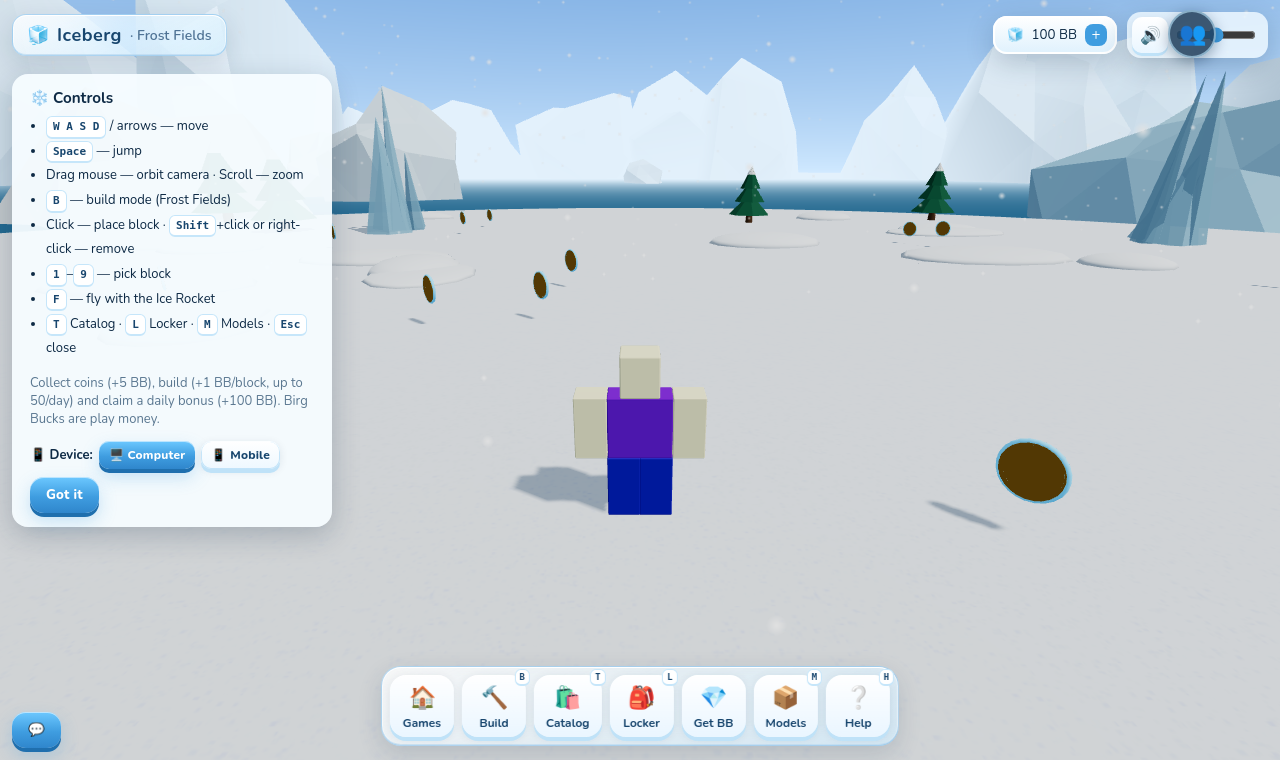 Iceberg · Frost Fields
100 BB +
Controls
W A S D / arrows — move
Space — jump
Drag mouse — orbit camera · Scroll — zoom
B — build mode (Frost Fields)
Click — place block · Shift +click or right-
click — remove
1 – 9 — pick block
F — fly with the Ice Rocket
T Catalog · L Locker · M Models · Esc
close
Collect coins (+5 BB), build (+1 BB/block, up to
50/day) and claim a daily bonus (+100 BB). Birg
Bucks are play money.
Device: Computer Mobile
Got it
B T L M H
Games Build Catalog Locker Get BB Models Help